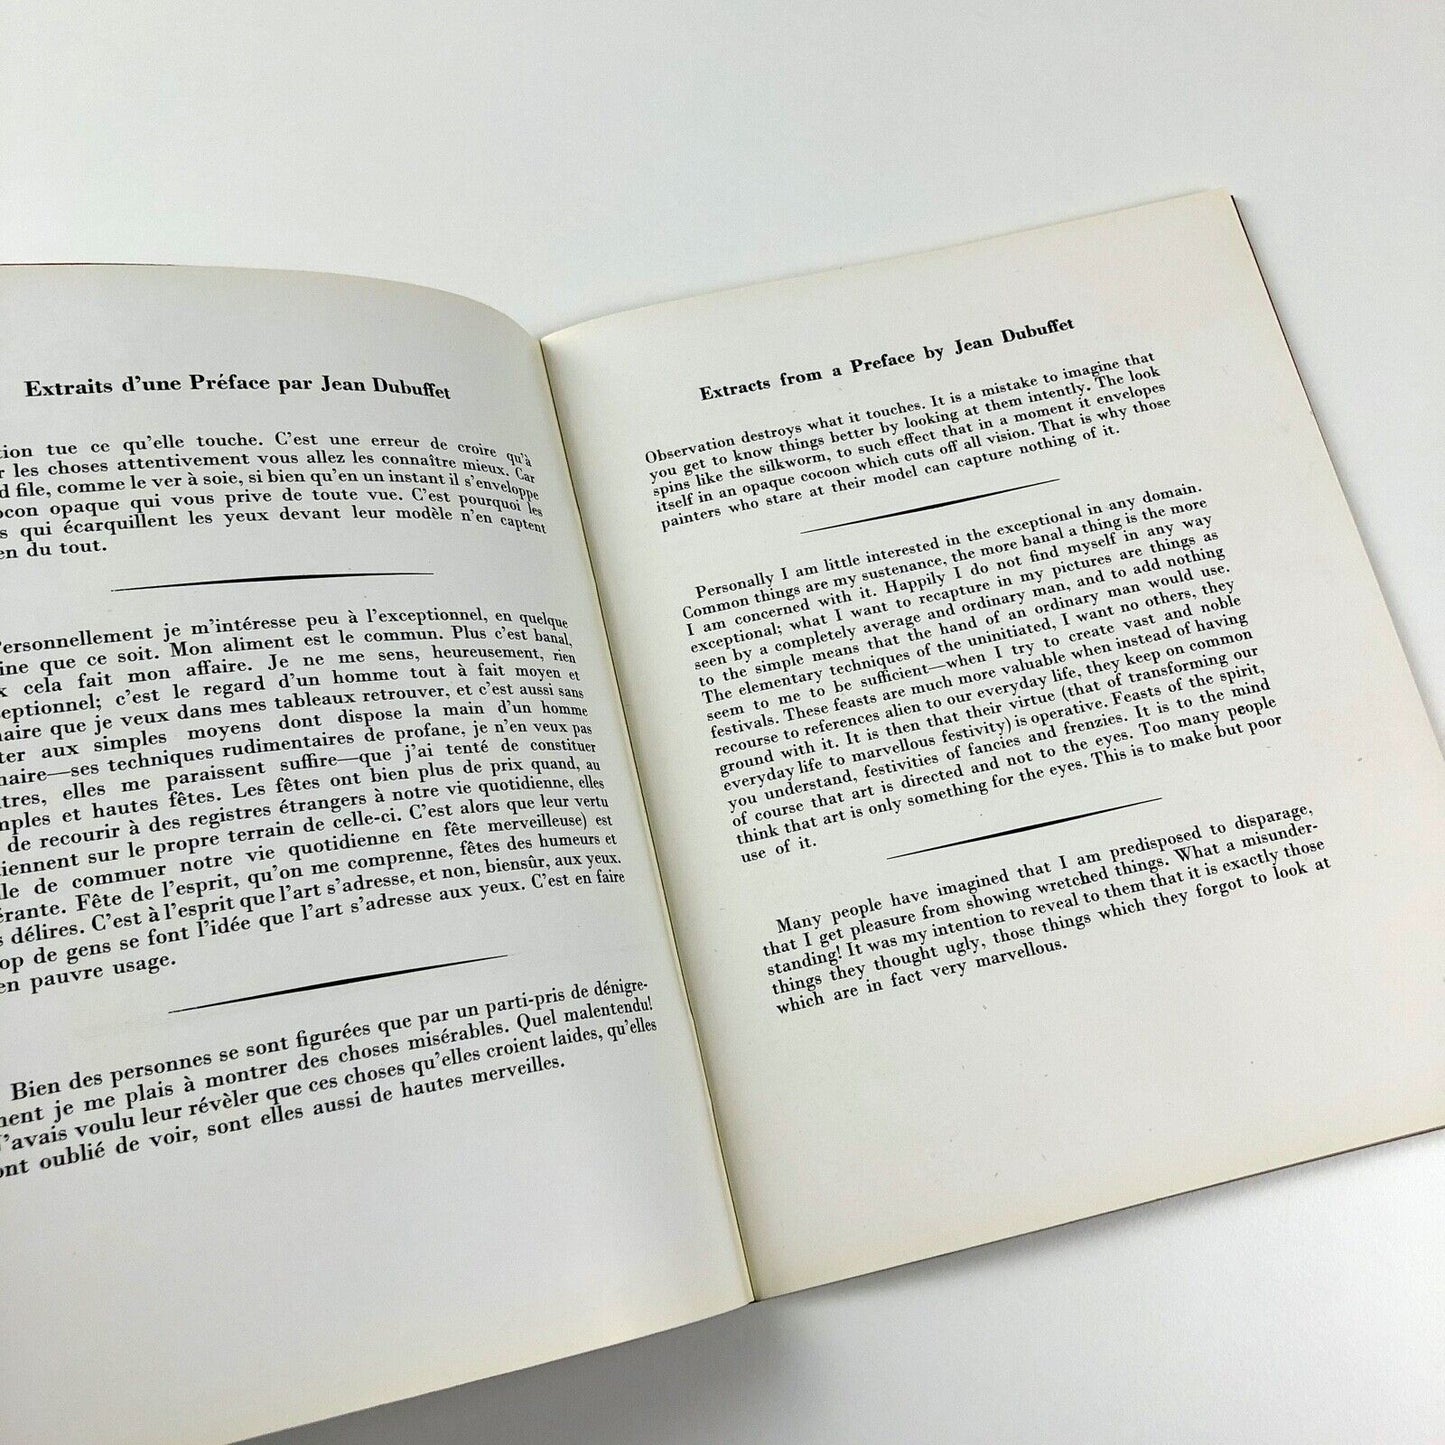 Extraits d'une Préface par Jean Dubuffet
tue ce qu'elle touche. C'est une erreur de croire qu'à
les choses attentivement vous allez les connaître mieux. Car
file, comme le ver à soie, si bien qu'en un instant il s'enveloppe
opaque qui vous prive de toute vue. C'est pourquoi les
qui écarquillent les yeux devant leur modèle n'en captent
du tout.
je m'intéresse peu à l'exceptionnel, en quelque
que ce soit. Mon aliment est le commun. Plus c'est banal,
cela fait mon affaire. Je ne me sens, heureusement, rien
c'est le regard d'un homme tout à fait moyen et
que je veux dans mes tableaux retrouver, et c'est aussi sans
aux simples moyens dont dispose la main d'un homme
ses techniques rudimentaires de profane, je n'en veux pas
elles me paraissent suffire—que j'ai tenté de constituer
et hautes fêtes. Les fêtes ont bien plus de prix quand, au
de recourir à des registres étrangers à notre vie quotidienne, elles
sur le propre terrain de celle-ci. C'est alors que leur vertu
de commuer notre vie quotidienne en fête merveilleuse) est
Fête de l'esprit, qu'on me comprenne, fêtes des humeurs et
délires. C'est à l'esprit que l'art s'adresse, et non, biensûr, aux yeux.
de gens se font l'idée que l'art s'adresse aux yeux. C'est en faire
pauvre usage.
Bien des personnes se sont figurées que par un parti-pris de dénigre-
je me plais à montrer des choses misérables. Quel malentendu!
voulu leur révèler que ces choses qu'elles croient laides, qu'elles
oublié de voir, sont elles aussi de hautes merveilles.
Extracts from a Preface by Jean Dubuffet
Observation destroys what it touches. It is a mistake to imagine that
you get to know things better by looking at them intently. The look
spins like the silkworm, to such effect that in a moment it envelopes
itself in an opaque cocoon which cuts off all vision. That is why those
painters who stare at their model can capture nothing of it.
Personally I am little interested in the exceptional in any domain.
Common things are my sustenance, the more banal a thing is the more
I am concerned with it. Happily I do not find myself in any way
exceptional; what I want to recapture in my pictures are things as
seen by a completely average and ordinary man, and to add nothing
to the simple means that the hand of an ordinary man would use.
The elementary techniques of the uninitiated, I want no others, they
seem to me to be sufficient—when I try to create vast and noble
festivals. These feasts are much more valuable when instead of having
recourse to references alien to our everyday life, they keep on common
ground with it. It is then that their virtue (that of transforming our
everyday life to marvellous festivity) is operative. Feasts of the spirit,
you understand, festivities of fancies and frenzies. It is to the mind
of course that art is directed and not to the eyes. Too many people
think that art is only something for the eyes. This is to make but poor
use of it.
Many people have imagined that I am predisposed to disparage,
that I get pleasure from showing wretched things. What a misunder-
standing! It was my intention to reveal to them that it is exactly those
things they thought ugly, those things which they forgot to look at
which are in fact very marvellous.